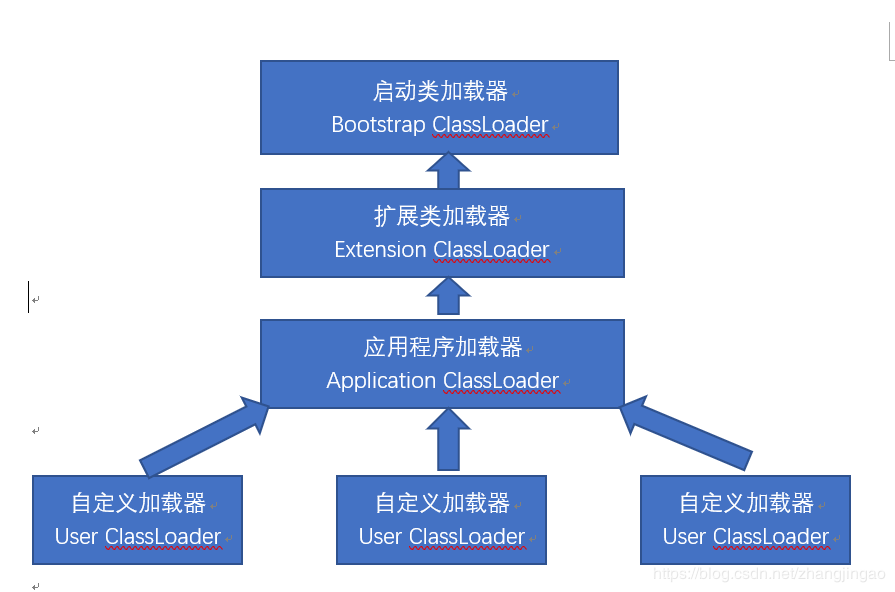 启动类加载器
Bootstrap ClassLoader
扩展类加载器
Extension ClassLoader
应用程序加载器
Application ClassLoader
自定义加载器
User ClassLoader
自定义加载器
User ClassLoader
自定义加载器
User ClassLoader
https://blog.csdn.net/zhangjingao